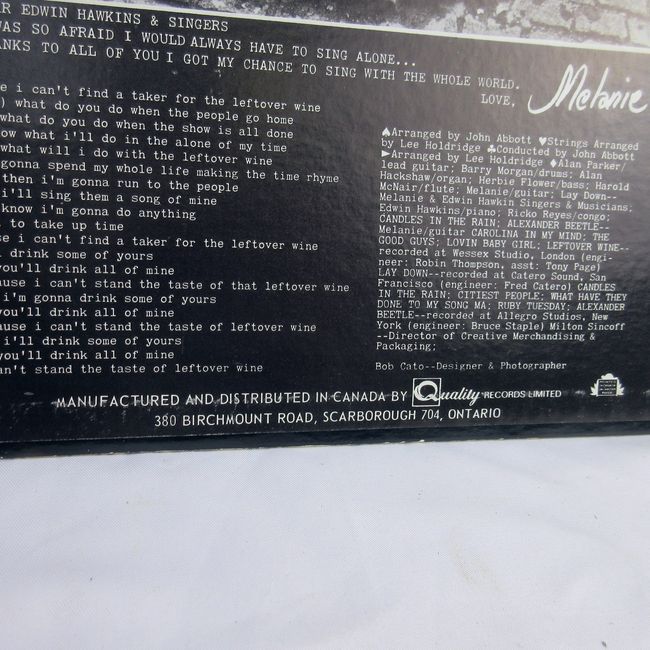 AR EDWIN HAWKINS & SINGERS
WAS SO AFRAID I WOULD ALWAYS HAVE TO SING ALONE...
ANKS TO ALL OF YOU I GOT MY CHANCE TO SING WITH THE WHOLE WORLD.
LOVE, Melanie
e i can't find a taker for the leftover wine
) what do you do when the people go home
what do you do when the show is all done
ow what i'll do in the alone of my time
what will i do with the leftover wine
gonna spend my whole life making the time rhyme
then i'm gonna run to the people
i'll sing them a song of mine
know i'm gonna do anything
to take up time
se i can't find a taker for the leftover wine
drink some of yours
you'll drink all of mine
ause i can't stand the taste of that leftover wine
i'm gonna drink some of yours
you'll drink all of mine
ause i can't stand the taste of leftover wine
i'll drink some of yours
you'll drink all of mine
an't stand the taste of leftover wine
♠Arranged by John Abbott ♥Strings Arranged
by Lee Holdridge ♣Conducted by John Abbott
►Arranged by Lee Holdridge ♦Alan Parker/
lead guitar; Barry Morgan/drums; Alan
Hackshaw/organ; Herbie Flower/bass; Harold
McNair/flute; Melanie/guitar; Lay Down--
Melanie & Edwin Hawkins Singers & Musicians;
Edwin Hawkins/piano; Ricko Reyes/congo;
CANDLES IN THE RAIN; ALEXANDER BEETLE--
Melanie/guitar CAROLINA IN MY MIND; THE
GOOD GUYS; LOVIN BABY GIRL; LEFTOVER WINE--
recorded at Wessex Studio, London (engi-
neer: Robin Thompson, asst: Tony Page)
LAY DOWN--recorded at Catero Sound, San
Francisco (engineer: Fred Catero) CANDLES
IN THE RAIN; CITIEST PEOPLE; WHAT HAVE THEY
DONE TO MY SONG MA; RUBY TUESDAY; ALEXANDER
BEETLE--recorded at Allegro Studios, New
York (engineer: Bruce Staple) Milton Sincoff
--Director of Creative Merchandising &
Packaging;
Bob Cato--Designer & Photographer
MANUFACTURED AND DISTRIBUTED IN CANADA BY Quality RECORDS LIMITED
380 BIRCHMOUNT ROAD, SCARBOROUGH 704, ONTARIO